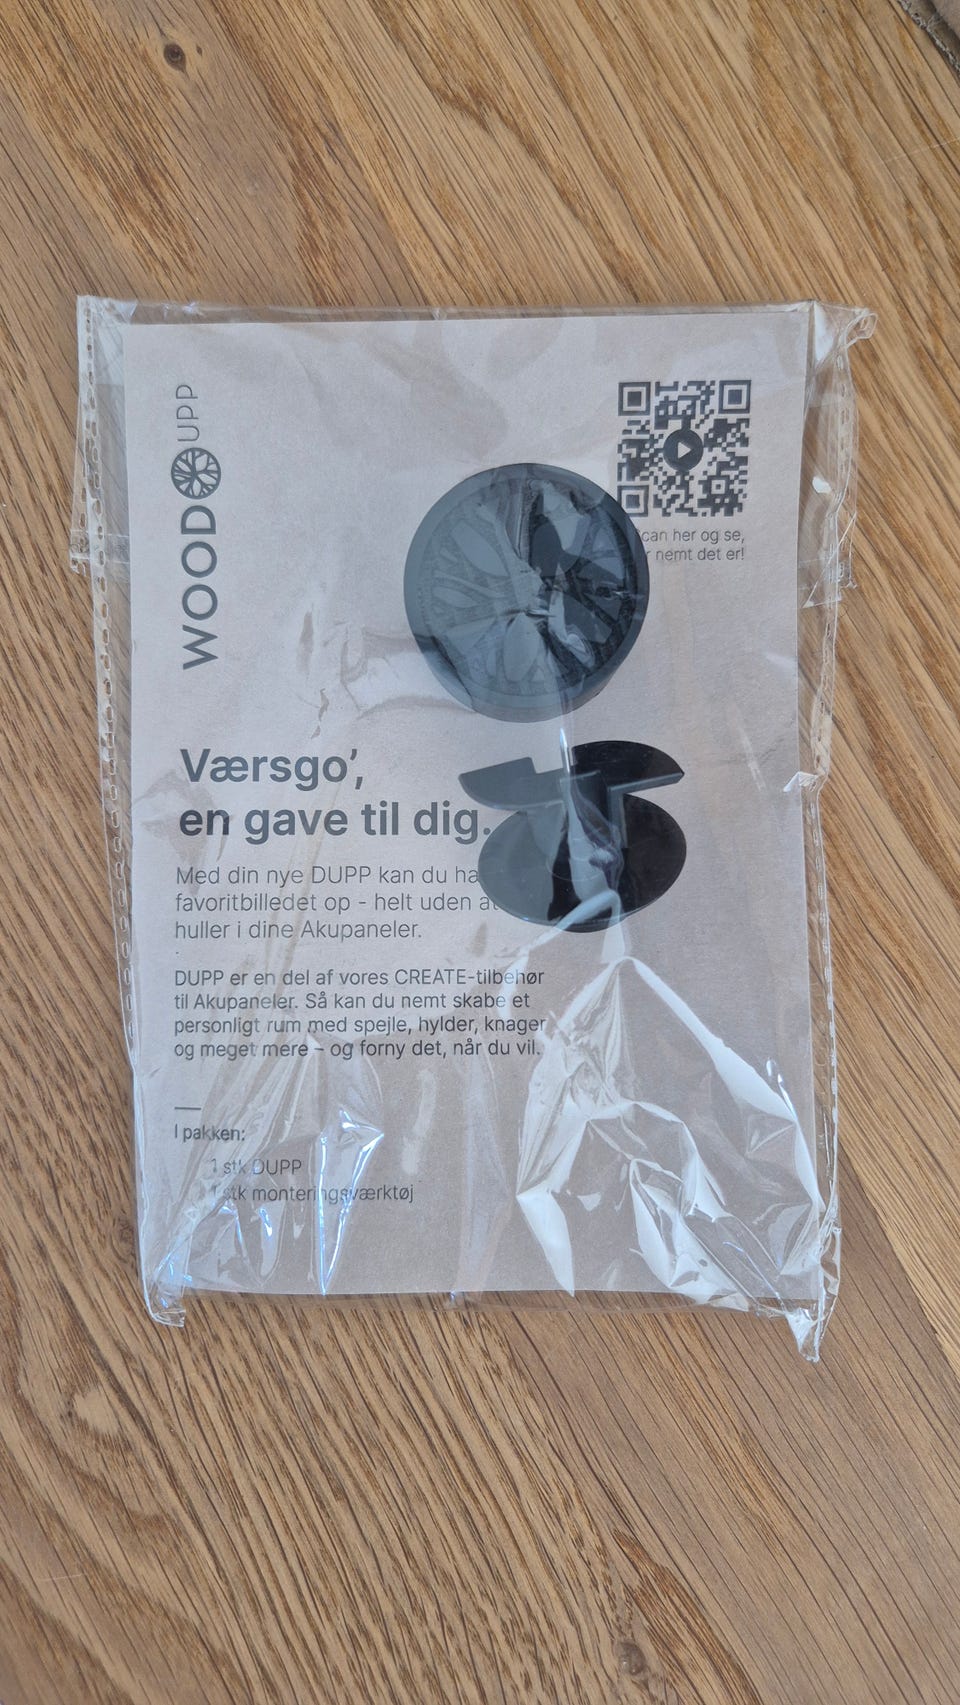 WOOD UPP
can her og se,
nemt det er!
Værsgo’,
en gave til dig.
Med din nye DUPP kan du
favoritbilledet op - helt uden
huller i dine Akupaneler.
DUPP er en del af vores CREATE-tilbehør
til Akupaneler. Så kan du nemt skabe et
personligt rum med spejle, hylder, knager
og meget mere – og forny det, når du vil.
I pakken:
1 stk DUPP
1 stk monteringsværktøj